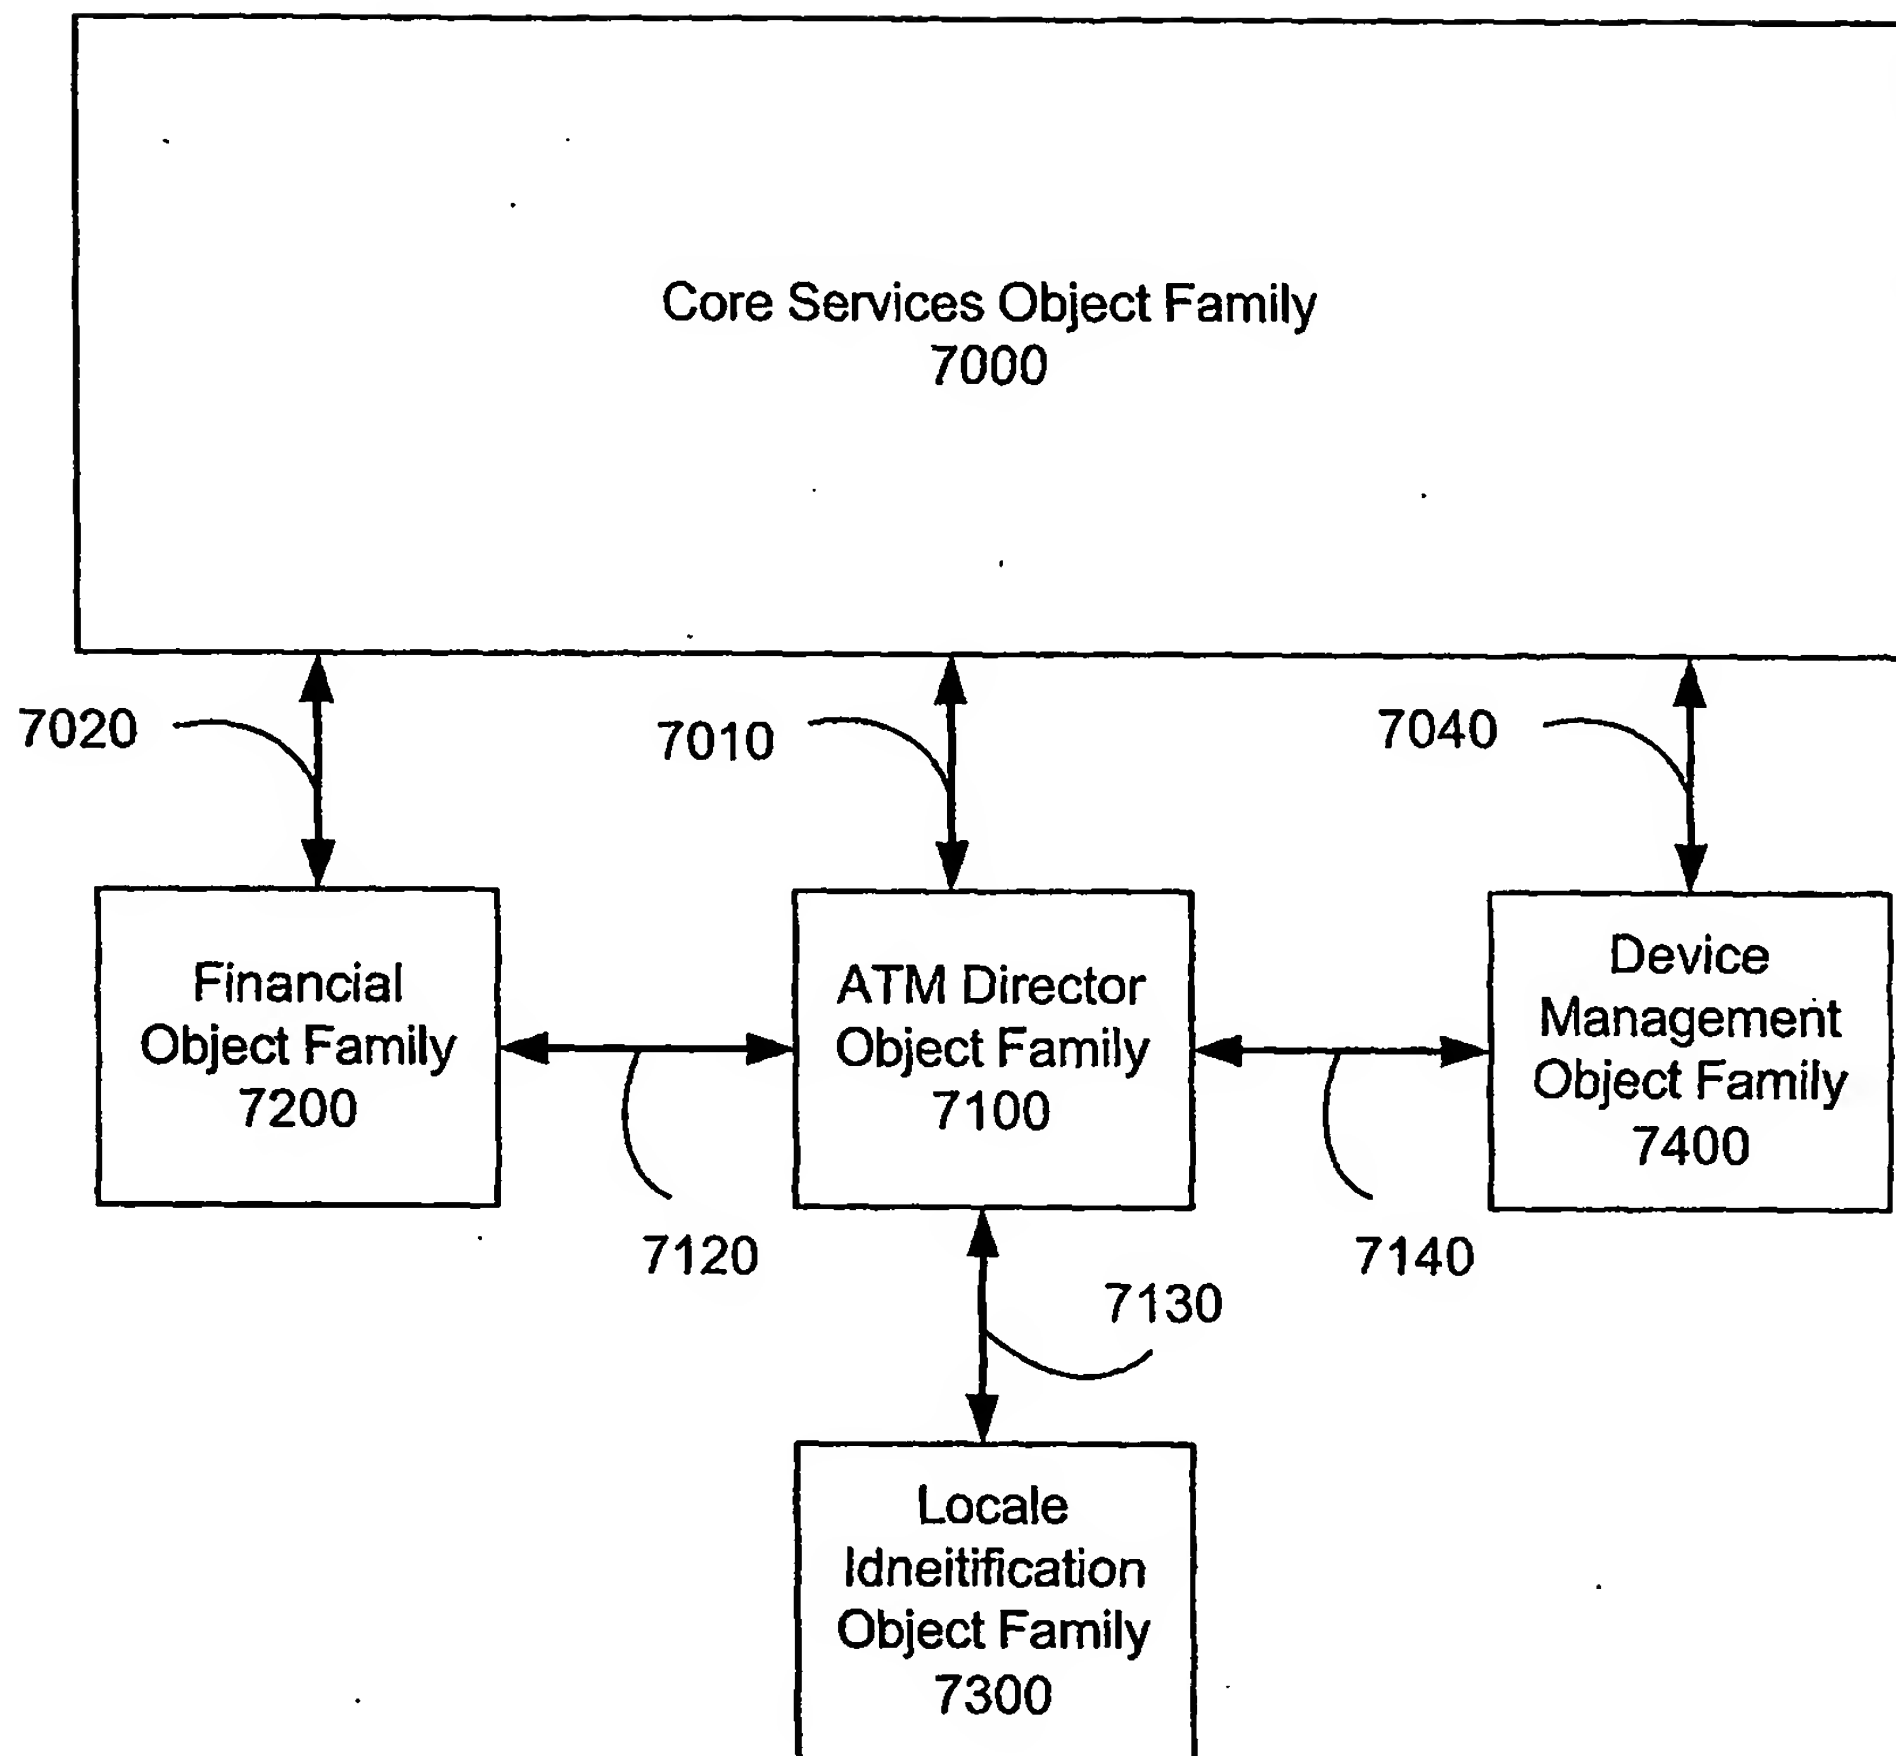 Core Services Object Family
7000
7020
7010
7040
Financial
Object Family
7200
ATM Director
Object Family
7100
Device
Management
Object Family
7400
7120
7140
7130
Locale
Idneitification
Object Family
7300